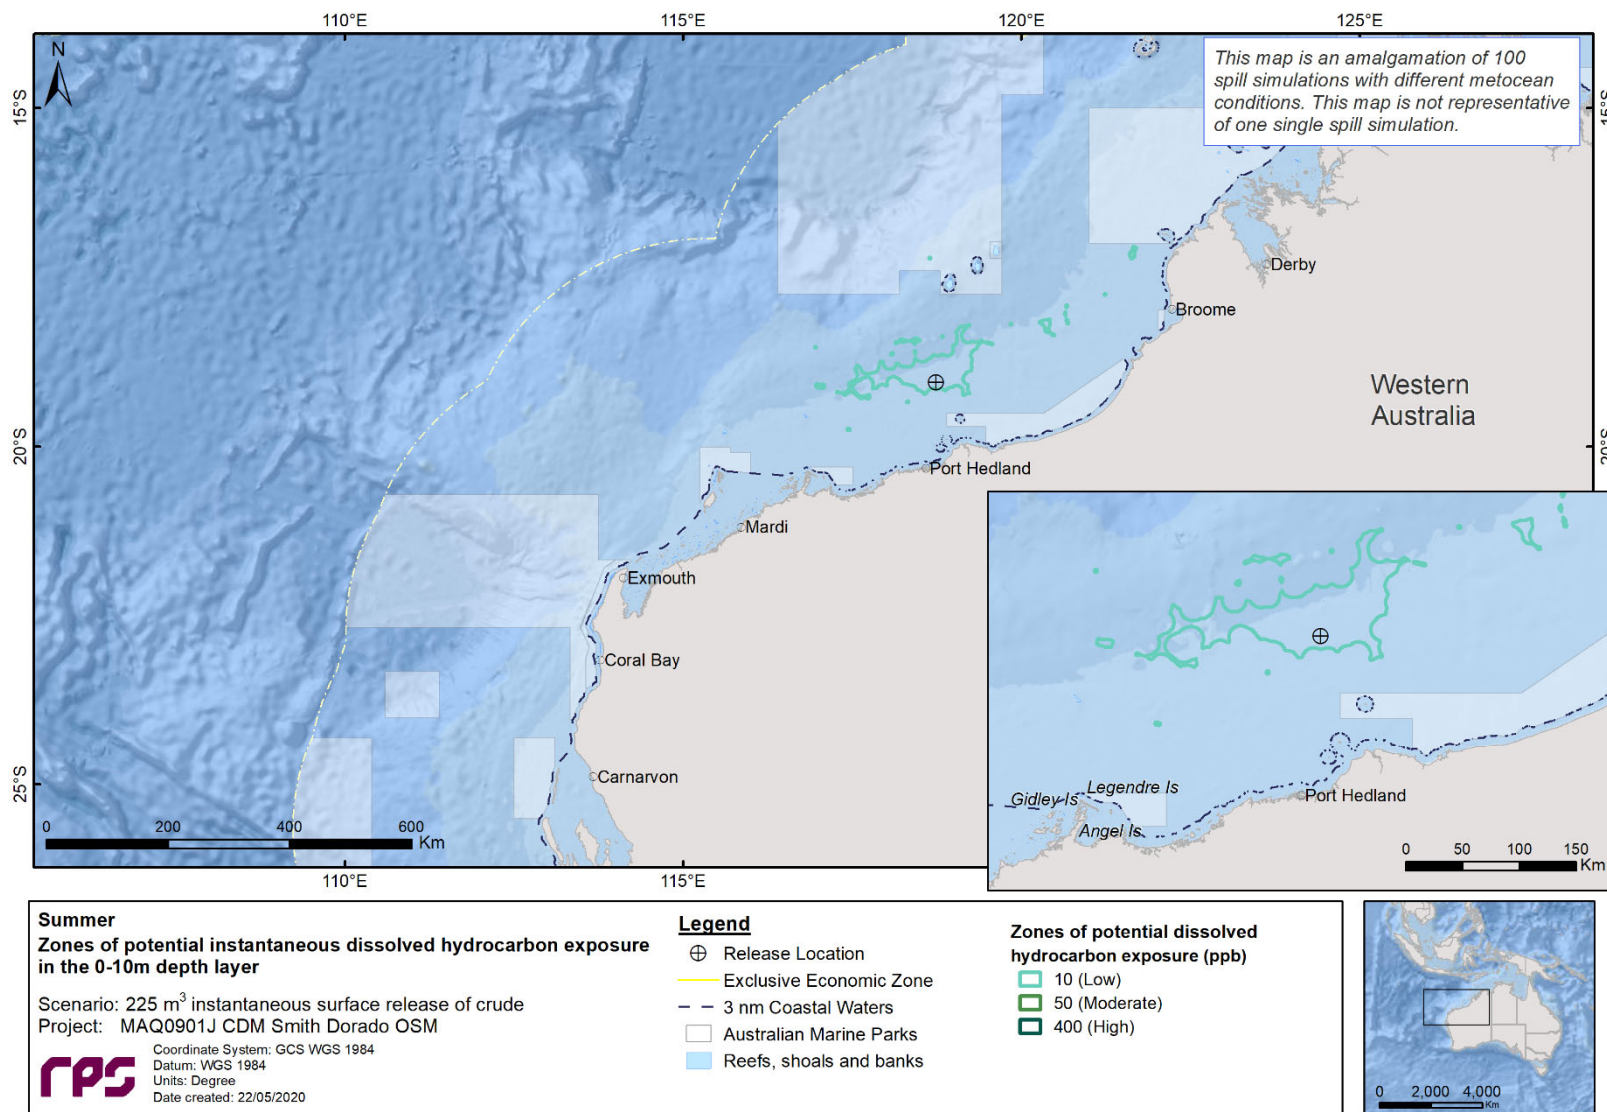 110°E
115°E
120°E
125°E
N
This map is an amalgamation of 100
spill simulations with different metocean
conditions. This map is not representative
of one single spill simulation.
15°S
15°S
Derby
Broome
Western
Australia
20°S
20°S
Port Hedland
Mardi
Exmouth
Coral Bay
Carnarvon
25°S
Legendre Is
Gidley Is
Angel Is
Port Hedland
0 50 100 150
Km
0 200 400 600
Km
110°E
115°E
Summer
Zones of potential instantaneous dissolved hydrocarbon exposure
in the 0-10m depth layer
Scenario: 225 m³ instantaneous surface release of crude
Project: MAQ0901J CDM Smith Dorado OSM
rps
Coordinate System: GCS WGS 1984
Datum: WGS 1984
Units: Degree
Date created: 22/05/2020
Legend
Release Location
Exclusive Economic Zone
3 nm Coastal Waters
Australian Marine Parks
Reefs, shoals and banks
Zones of potential dissolved
hydrocarbon exposure (ppb)
10 (Low)
50 (Moderate)
400 (High)
0 2,000 4,000
Km